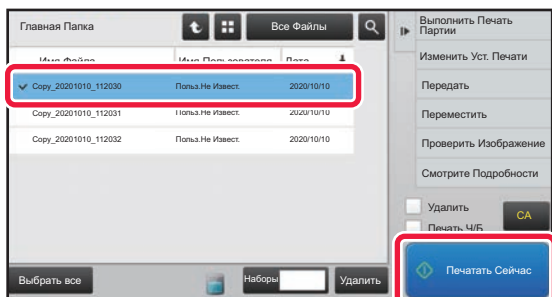 Главная Папка
Все Файлы
Имя Файла Имя Пользователя Дата
Copy_20201010_112030 Польз.Не Извест. 2020/10/10
Copy_20201010_112031 Польз.Не Извест. 2020/10/10
Copy_20201010_112032 Польз.Не Извест. 2020/10/10
Выбрать все
Наборы
Удалить
Выполнить Печать
Партии
Изменить Уст. Печати
Передать
Переместить
Проверить Изображение
Смотрите Подробности
Удалить
Печать Ч/Б
CA
Печатать Сейчас